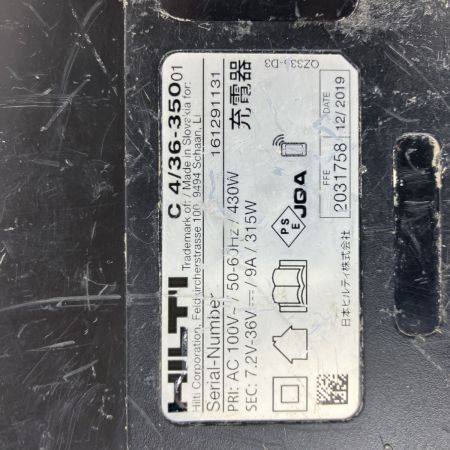 HILTI C 4/36-350 01
Trademark of: / Made in Slovakia for:
Hilti Corporation, Feldkircherstrasse 100, 9494 Schaan, LI
Serial-Number 161291131
PRI: AC 100V~ / 50-60Hz / 430W
SEC: 7.2V-36V⎓ / 9A / 315W
充電器
PS
E
JQA
FFE DATE
2031758 12/2019
日本ヒルティ株式会社